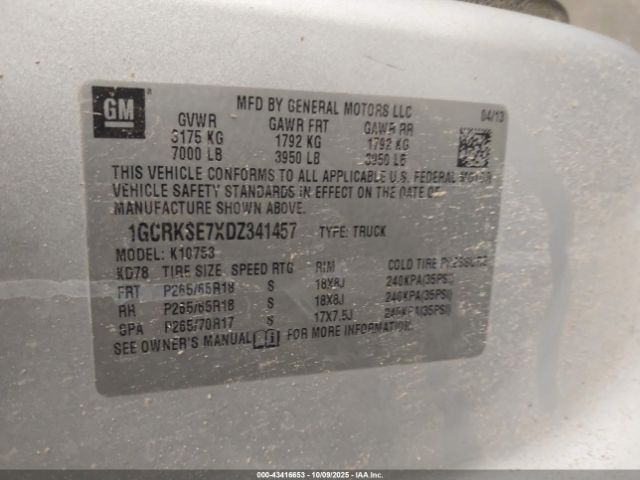 GM
MFD BY GENERAL MOTORS LLC 04/13
GVWR GAWR FRT GAWR RR
3175 KG 1792 KG 1792 KG
7000 LB 3950 LB 3950 LB
THIS VEHICLE CONFORMS TO ALL APPLICABLE U.S. FEDERAL MOTOR
VEHICLE SAFETY STANDARDS IN EFFECT ON THE DATE OF
MANUFACTURE SHOWN ABOVE.
1GCRKSE7XDZ341457 TYPE: TRUCK
MODEL: K10753
KD78 TIRE SIZE SPEED RTG RIM COLD TIRE PRESSURE
FRT P265/65R18 S 18X8J 240KPA(35PSI)
RR P265/65R18 S 18X8J 240KPA(35PSI)
SPA P265/70R17 S 17X7.5J 240KPA(35PSI)
SEE OWNER'S MANUAL FOR MORE INFORMATION
000-43416653 - 10/09/2025 - IAAI.COM